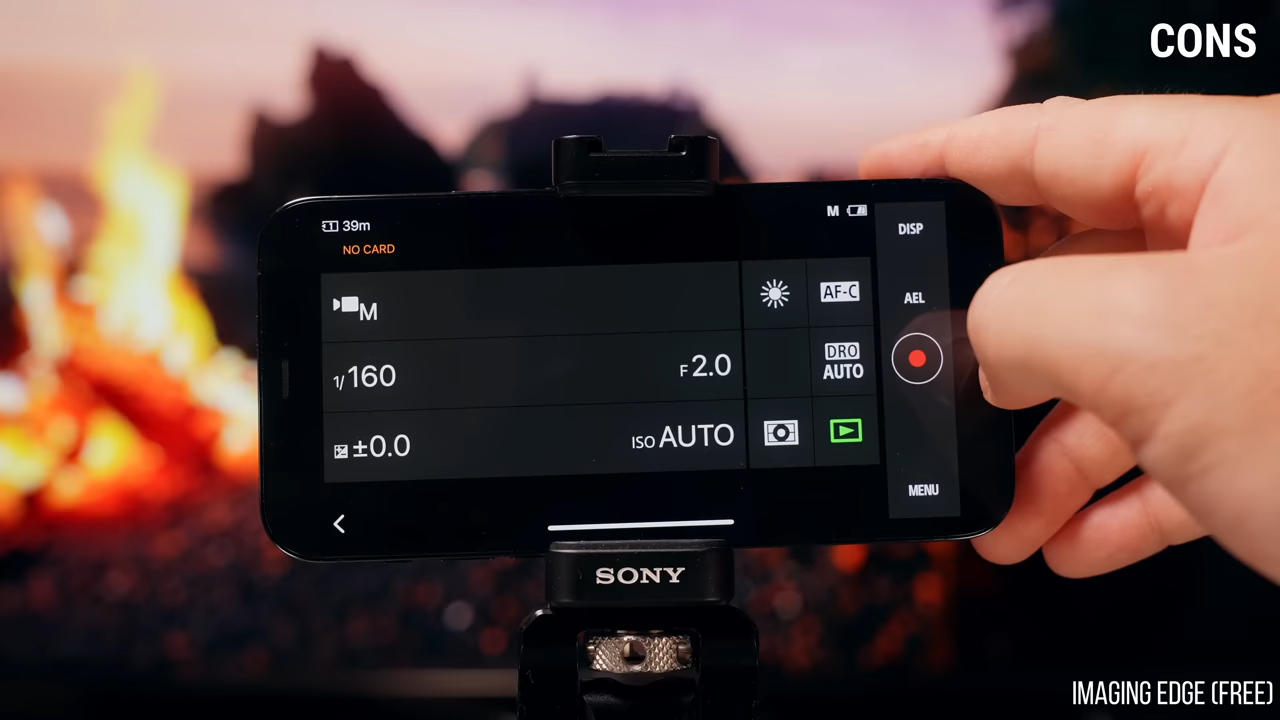 CONS
1 39m
M
NO CARD
DISP
M
AF-C
AEL
1/160
F2.0
DRO
AUTO
±0.0
ISO AUTO
MENU
SONY
IMAGING EDGE (FREE)